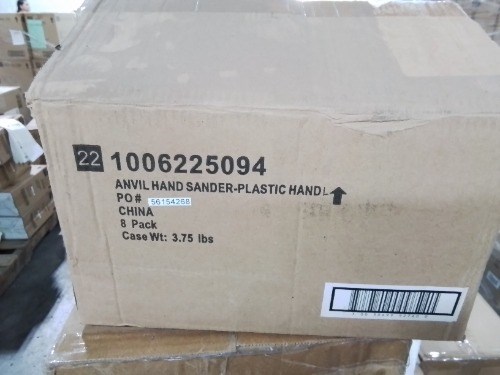 22 1006225094
ANVIL HAND SANDER-PLASTIC HANDL
PO# 56154268
CHINA
8 Pack
Case Wt: 3.75 lbs